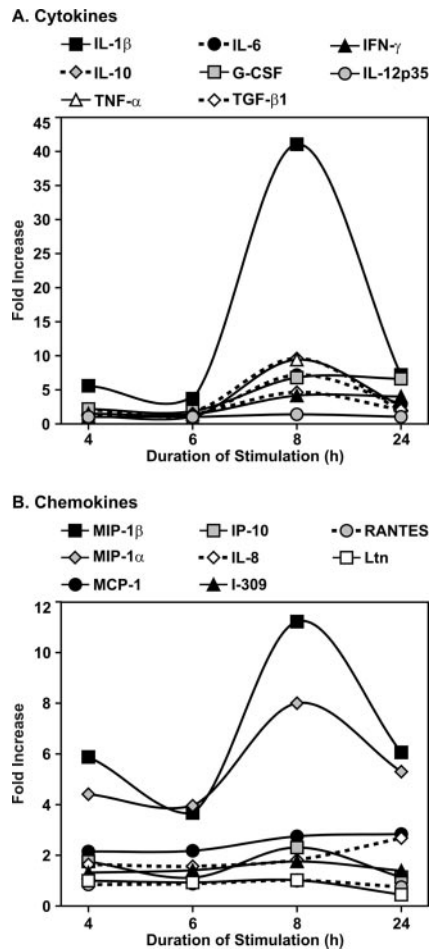 A. Cytokines
IL-1β IL-6 IFN-γ
IL-10 G-CSF IL-12p35
TNF-α TGF-β1
45
40
35
30
25
20
15
10
5
0
Fold Increase
4 6 8 24
Duration of Stimulation (h)
B. Chemokines
MIP-1β IP-10 RANTES
MIP-1α IL-8 Ltn
MCP-1 I-309
12
10
8
6
4
2
0
Fold Increase
4 6 8 24
Duration of Stimulation (h)